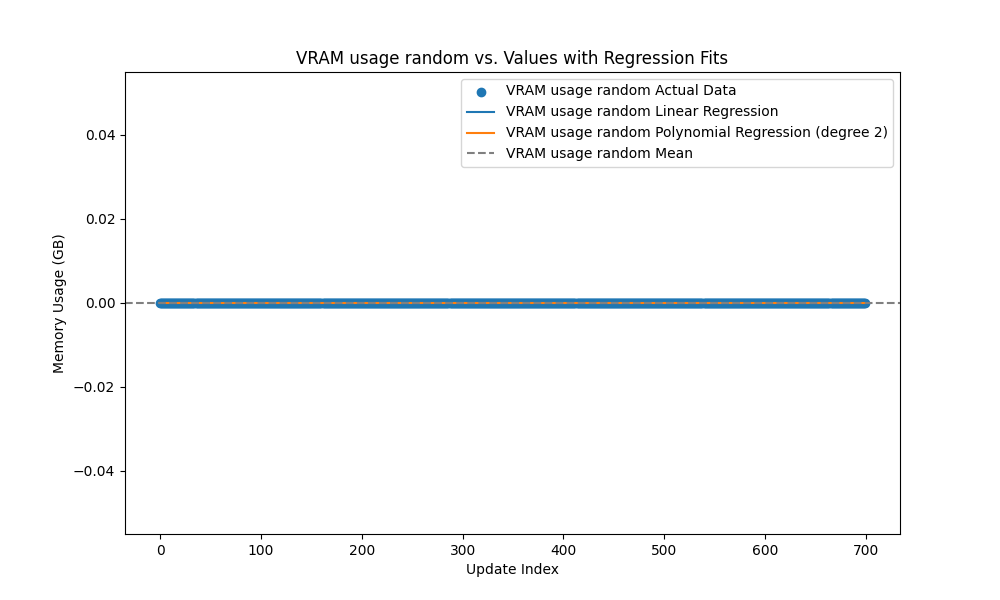 VRAM usage random vs. Values with Regression Fits
VRAM usage random Actual Data
VRAM usage random Linear Regression
VRAM usage random Polynomial Regression (degree 2)
VRAM usage random Mean
Memory Usage (GB)
0.04
0.02
0.00
−0.02
−0.04
0 100 200 300 400 500 600 700
Update Index